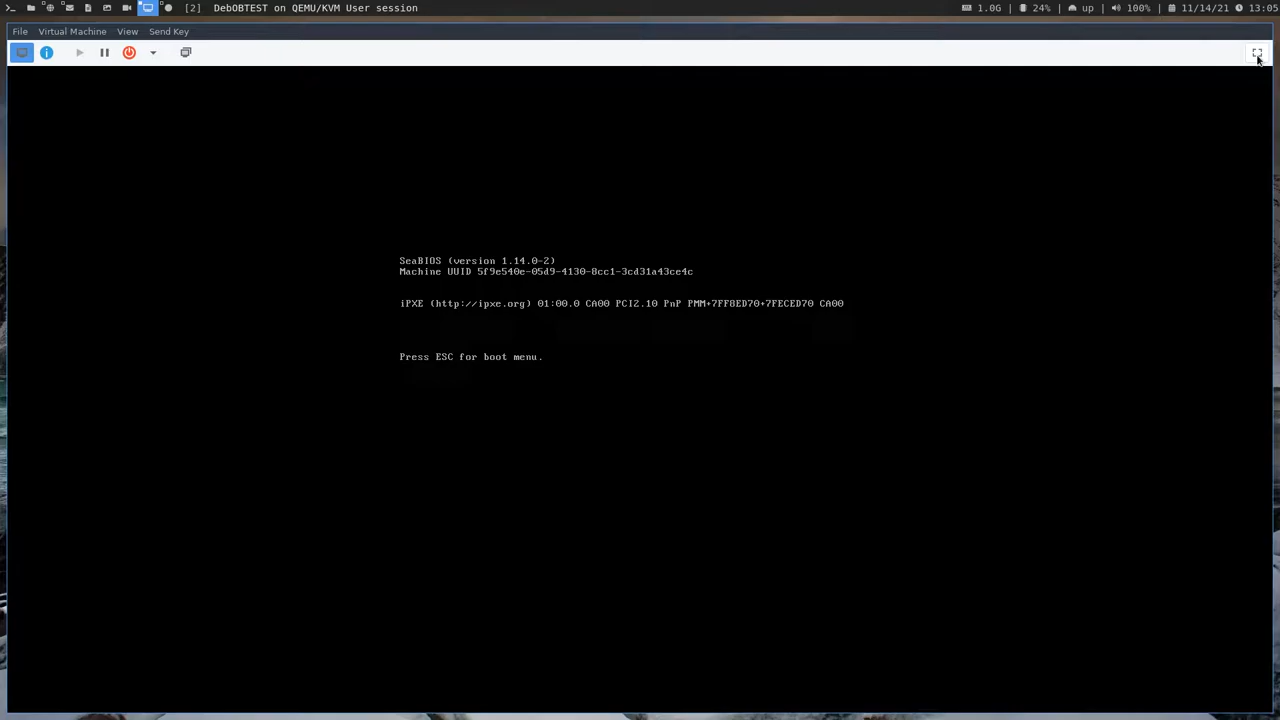 [2] DebOBTEST on QEMU/KVM User session 1.0G | 24% | up | 100% | 11/14/21 13:05
File Virtual Machine View Send Key
SeaBIOS (version 1.14.0-2)
Machine UUID 5f9e540e-05d9-4130-8cc1-3cd31a43ce4c
iPXE (http://ipxe.org) 01:00.0 CA00 PCI2.10 PnP PMM+7FF8ED70+7FECED70 CA00
Press ESC for boot menu.